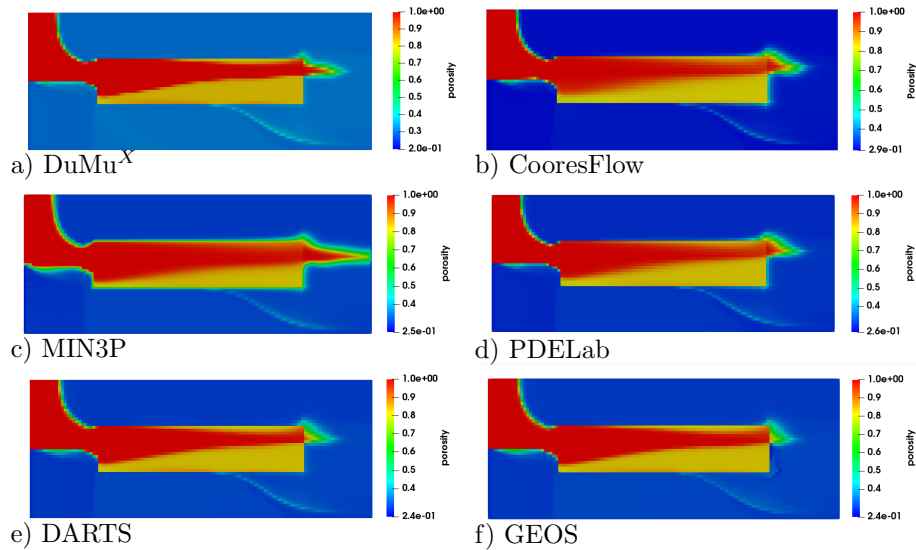 1.0e+00
0.9
0.8
0.7
0.6
0.5
0.4
2.0e-01
porosity
a) DuMuX
1.0e+00
0.9
0.8
0.7
0.6
0.5
0.4
2.9e-01
Porosity
b) CooresFlow
1.0e+00
0.9
0.8
0.7
0.6
0.5
0.4
2.5e-01
porosity
c) MIN3P
1.0e+00
0.9
0.8
0.7
0.6
0.5
0.4
2.6e-01
porosity
d) PDELab
1.0e+00
0.9
0.8
0.7
0.6
0.5
0.4
2.4e-01
porosity
e) DARTS
1.0e+00
0.9
0.8
0.7
0.6
0.5
0.4
2.4e-01
porosity
f) GEOS